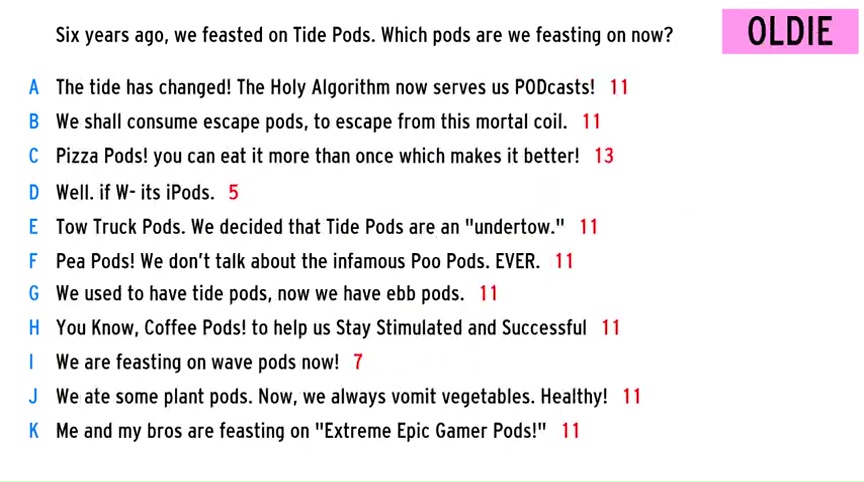 Six years ago, we feasted on Tide Pods. Which pods are we feasting on now?
OLDIE
A The tide has changed! The Holy Algorithm now serves us PODcasts! 11
B We shall consume escape pods, to escape from this mortal coil. 11
C Pizza Pods! you can eat it more than once which makes it better! 13
D Well. if W- its iPods. 5
E Tow Truck Pods. We decided that Tide Pods are an "undertow." 11
F Pea Pods! We don't talk about the infamous Poo Pods. EVER. 11
G We used to have tide pods, now we have ebb pods. 11
H You Know, Coffee Pods! to help us Stay Stimulated and Successful 11
I We are feasting on wave pods now! 7
J We ate some plant pods. Now, we always vomit vegetables. Healthy! 11
K Me and my bros are feasting on "Extreme Epic Gamer Pods!" 11